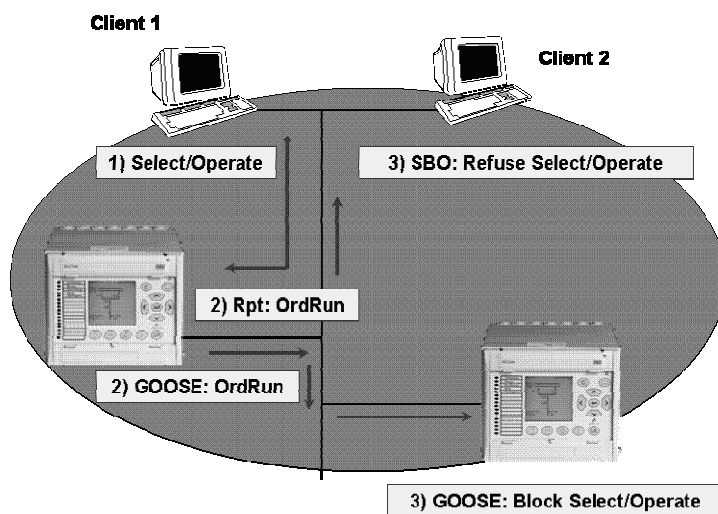 Client 1
Client 2
1) Select/Operate
3) SBO: Refuse Select/Operate
2) Rpt: OrdRun
2) GOOSE: OrdRun
3) GOOSE: Block Select/Operate